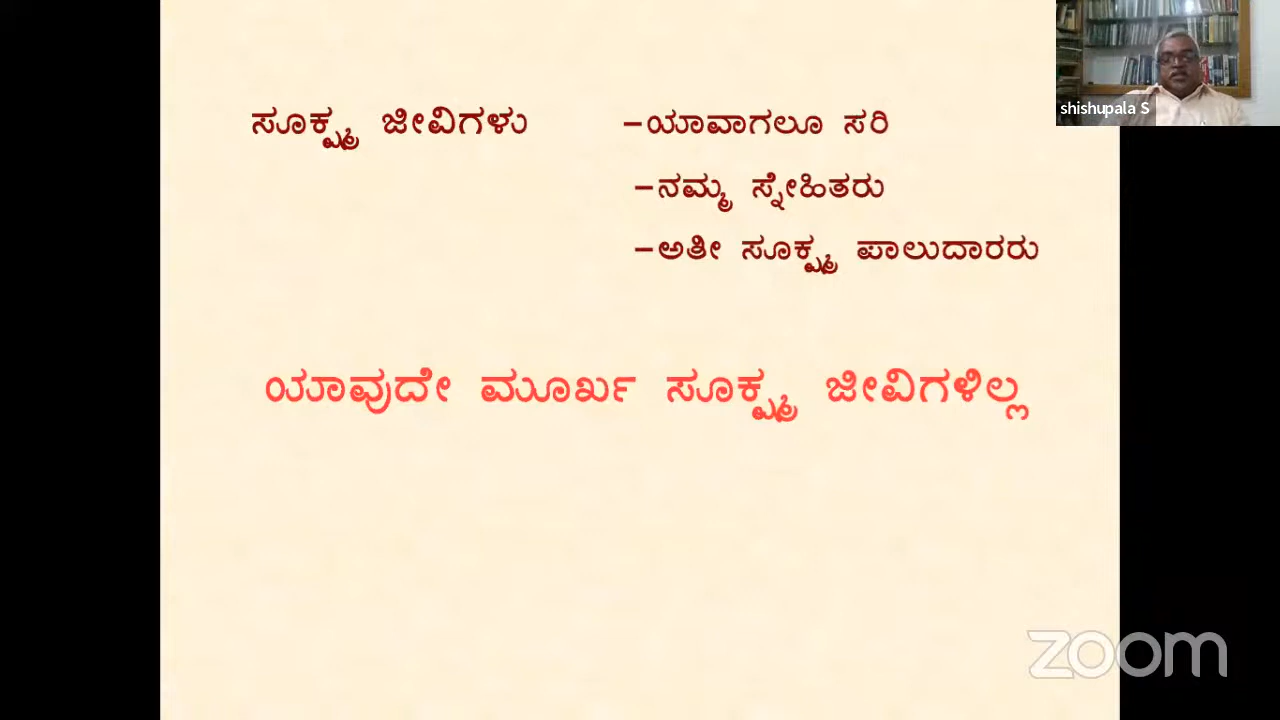 ಸೂಕ್ಷ್ಮ ಜೀವಿಗಳು –ಯಾವಾಗಲೂ ಸರಿ
–ನಮ್ಮ ಸ್ನೇಹಿತರು
–ಅತೀ ಸೂಕ್ಷ್ಮ ಪಾಲುದಾರರು
ಯಾವುದೇ ಮೂರ್ಖ ಸೂಕ್ಷ್ಮ ಜೀವಿಗಳಿಲ್ಲ
shishupala S
zoom